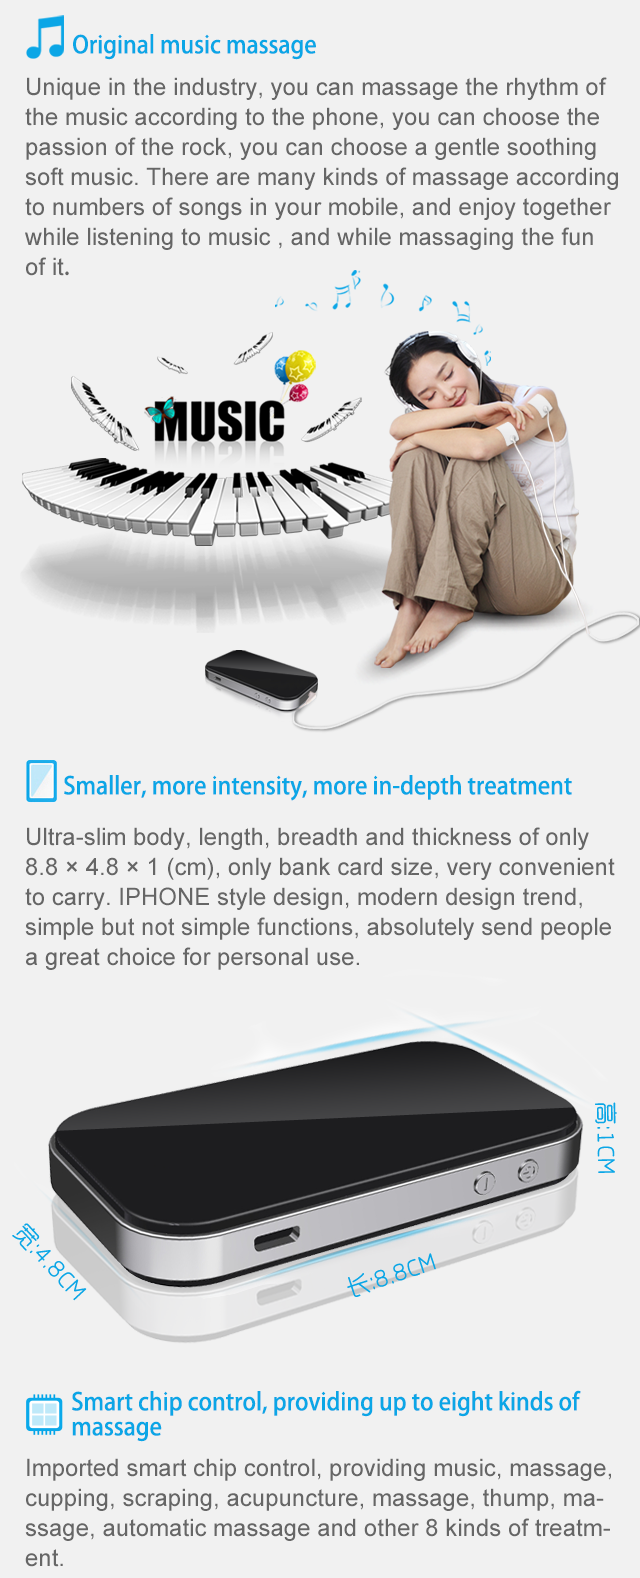 Original music massage
Unique in the industry, you can massage the rhythm of
the music according to the phone, you can choose the
passion of the rock, you can choose a gentle soothing
soft music. There are many kinds of massage according
to numbers of songs in your mobile, and enjoy together
while listening to music , and while massaging the fun
of it.
MUSIC
Smaller, more intensity, more in-depth treatment
Ultra-slim body, length, breadth and thickness of only
8.8 × 4.8 × 1 (cm), only bank card size, very convenient
to carry. IPHONE style design, modern design trend,
simple but not simple functions, absolutely send people
a great choice for personal use.
高:1CM
宽:4.8CM
长:8.8CM
Smart chip control, providing up to eight kinds of
massage
Imported smart chip control, providing music, massage,
cupping, scraping, acupuncture, massage, thump, ma-
ssage, automatic massage and other 8 kinds of treatm-
ent.